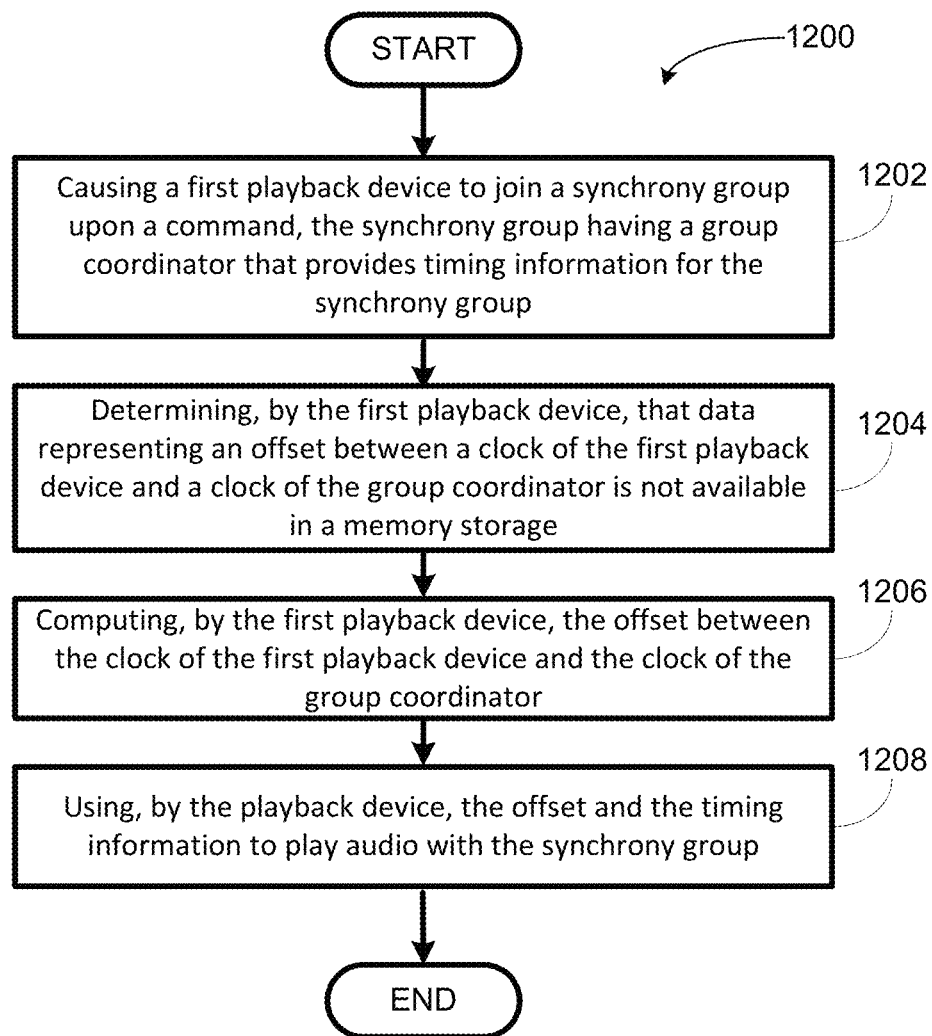 START
1200
Causing a first playback device to join a synchrony group
upon a command, the synchrony group having a group
coordinator that provides timing information for the
synchrony group
1202
Determining, by the first playback device, that data
representing an offset between a clock of the first playback
device and a clock of the group coordinator is not available
in a memory storage
1204
Computing, by the first playback device, the offset between
the clock of the first playback device and the clock of the
group coordinator
1206
Using, by the playback device, the offset and the timing
information to play audio with the synchrony group
1208
END